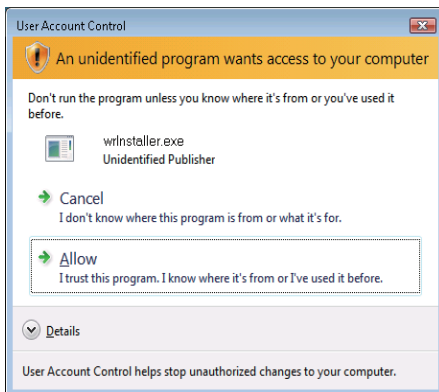 User Account Control
An unidentified program wants access to your computer
Don't run the program unless you know where it's from or you've used it
before.
wrInstaller.exe
Unidentified Publisher
Cancel
I don't know where this program is from or what it's for.
Allow
I trust this program. I know where it's from or I've used it before.
Details
User Account Control helps stop unauthorized changes to your computer.